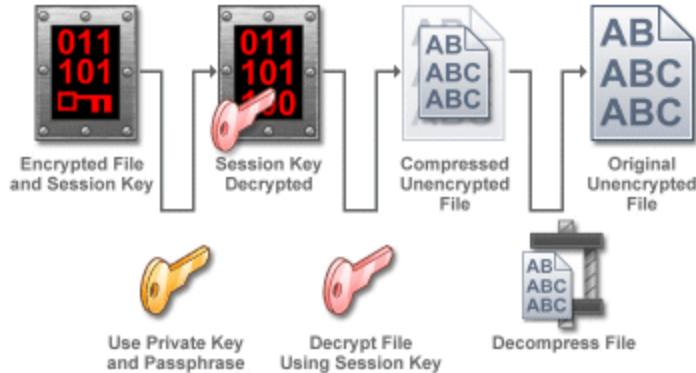 011
101
011
101
100
AB
ABC
ABC
AB
ABC
ABC
Encrypted File
and Session Key
Session Key
Decrypted
Compressed
Unencrypted
File
Original
Unencrypted
File
AB
ABC
ABC
Use Private Key
and Passphrase
Decrypt File
Using Session Key
Decompress File